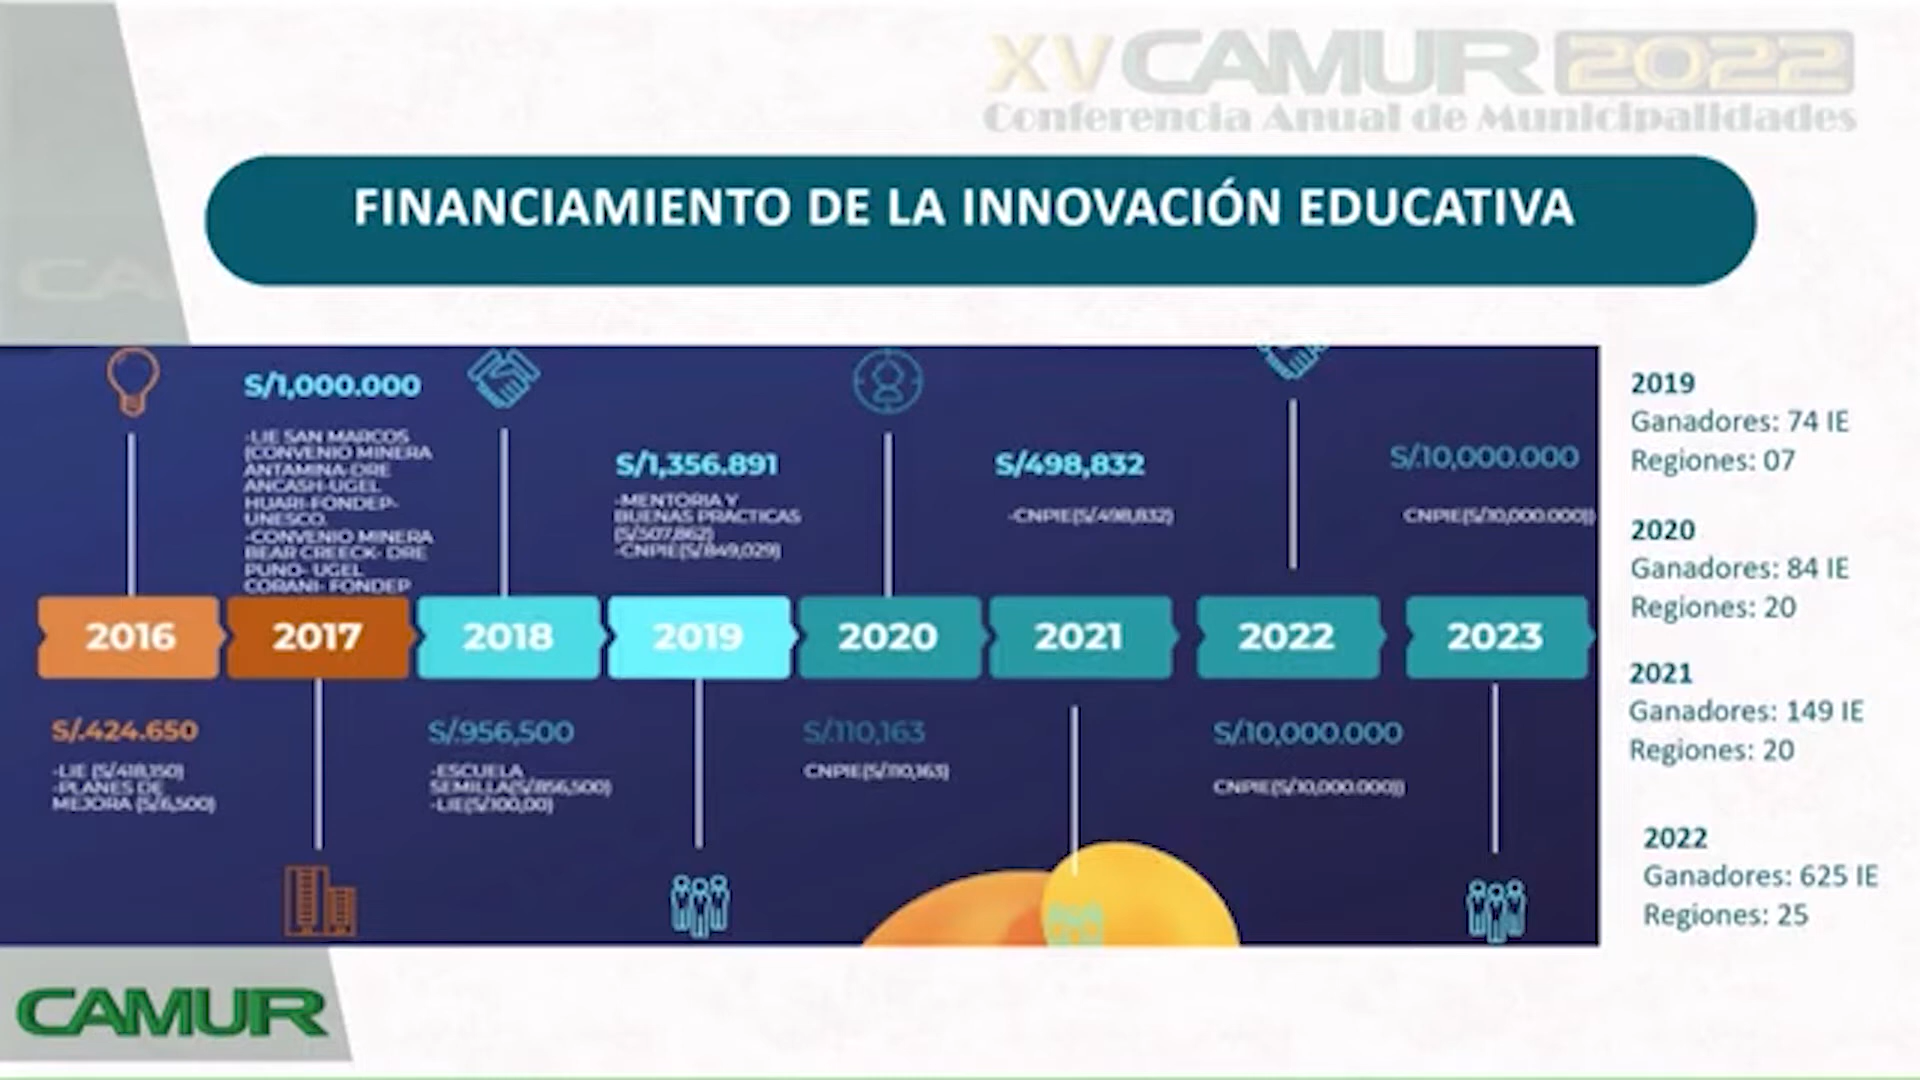 XV CAMUR 2022
Conferencia Anual de Municipalidades
FINANCIAMIENTO DE LA INNOVACIÓN EDUCATIVA
S/1,000.000
-LIE SAN MARCOS
(CONVENIO MINERA
ANTAMINA-DRE
ANCASH-UGEL
HUARI-FONDEP-
UNESCO.
-CONVENIO MINERA
BEAR CREECK- DRE
PUNO- UGEL
CORANI- FONDEP
S/1,356.891
-MENTORIA Y
BUENAS PRACTICAS
(S/507,862)
-CNPIE(S/849,029)
S/498,832
-CNPIE(S/498,832)
S/.10,000.000
CNPIE(S/10,000.000))
2016
2017
2018
2019
2020
2021
2022
2023
S/.424.650
-LIE (S/418,150)
-PLANES DE
MEJORA (S/6,500)
S/.956,500
-ESCUELA
SEMILLA(S/856,500)
-LIE(S/100,00)
S/.110,163
CNPIE(S/110,163)
S/.10,000.000
CNPIE(S/10,000.000))
2019
Ganadores: 74 IE
Regiones: 07
2020
Ganadores: 84 IE
Regiones: 20
2021
Ganadores: 149 IE
Regiones: 20
2022
Ganadores: 625 IE
Regiones: 25
CA
CAMUR